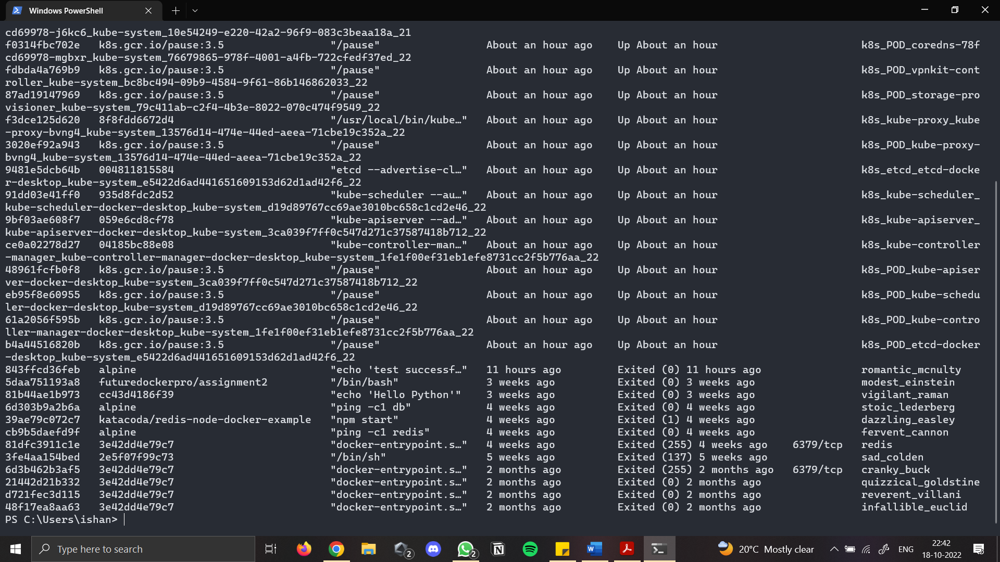 Windows PowerShell
cd69978-j6kc6_kube-system_10e54249-e220-42a2-96f9-083c3beaa18a_21
f0314fbc702e   k8s.gcr.io/pause:3.5                 "/pause"                 About an hour ago    Up About an hour                       k8s_POD_coredns-78f
cd69978-mgbxr_kube-system_76679865-978f-4001-a4fb-722cfedf37ed_22
fdbda4a769b9   k8s.gcr.io/pause:3.5                 "/pause"                 About an hour ago    Up About an hour                       k8s_POD_vpnkit-cont
roller_kube-system_bc8bc494-09b9-4584-9f61-86b146862033_22
87ad19147969   k8s.gcr.io/pause:3.5                 "/pause"                 About an hour ago    Up About an hour                       k8s_POD_storage-pro
visioner_kube-system_79c411ab-c2f4-4b3e-8022-070c474f9549_22
f3dce125d620   8f8fdd6672d4                         "/usr/local/bin/kube…"   About an hour ago    Up About an hour                       k8s_kube-proxy_kube
-proxy-bvng4_kube-system_13576d14-474e-44ed-aeea-71cbe19c352a_22
3020ef92a943   k8s.gcr.io/pause:3.5                 "/pause"                 About an hour ago    Up About an hour                       k8s_POD_kube-proxy-
bvng4_kube-system_13576d14-474e-44ed-aeea-71cbe19c352a_22
9481e5dcb64b   004811815584                         "etcd --advertise-cl…"   About an hour ago    Up About an hour                       k8s_etcd_etcd-docke
r-desktop_kube-system_e5422d6ad441651609153d62d1ad42f6_22
91dd03e41ff0   935d8fdc2d52                         "kube-scheduler --au…"   About an hour ago    Up About an hour                       k8s_kube-scheduler_
kube-scheduler-docker-desktop_kube-system_d19d89767cc69ae3010bc658c1cd2e46_22
9bf03ae608f7   059e6cd8cf78                         "kube-apiserver --ad…"   About an hour ago    Up About an hour                       k8s_kube-apiserver_
kube-apiserver-docker-desktop_kube-system_3ca039f7ff0c547d271c37587418b712_22
ce0a02278d27   04185bc88e08                         "kube-controller-man…"   About an hour ago    Up About an hour                       k8s_kube-controller
-manager_kube-controller-manager-docker-desktop_kube-system_1fe1f00ef31eb1efe8731cc2f5b776aa_22
48961fcfb0f8   k8s.gcr.io/pause:3.5                 "/pause"                 About an hour ago    Up About an hour                       k8s_POD_kube-apiser
ver-docker-desktop_kube-system_3ca039f7ff0c547d271c37587418b712_22
eb95f8e60955   k8s.gcr.io/pause:3.5                 "/pause"                 About an hour ago    Up About an hour                       k8s_POD_kube-schedu
ler-docker-desktop_kube-system_d19d89767cc69ae3010bc658c1cd2e46_22
61a2056f595b   k8s.gcr.io/pause:3.5                 "/pause"                 About an hour ago    Up About an hour                       k8s_POD_kube-contro
ller-manager-docker-desktop_kube-system_1fe1f00ef31eb1efe8731cc2f5b776aa_22
b4a44516820b   k8s.gcr.io/pause:3.5                 "/pause"                 About an hour ago    Up About an hour                       k8s_POD_etcd-docker
-desktop_kube-system_e5422d6ad441651609153d62d1ad42f6_22
843ffcd36feb   alpine                               "echo 'test successf…"   11 hours ago         Exited (0) 11 hours ago                romantic_mcnulty
5daa751193a8   futuredockerpro/assignment2          "/bin/bash"              3 weeks ago          Exited (0) 3 weeks ago                 modest_einstein
81b44ae1b973   cc43d4186f39                         "echo 'Hello Python'"    3 weeks ago          Exited (0) 3 weeks ago                 vigilant_raman
6d303b9a2b6a   alpine                               "ping -c1 db"            4 weeks ago          Exited (0) 4 weeks ago                 stoic_lederberg
39ae79c072c7   katacoda/redis-node-docker-example   "npm start"              4 weeks ago          Exited (1) 4 weeks ago                 dazzling_easley
cb9b5daefd9f   alpine                               "ping -c1 redis"         4 weeks ago          Exited (0) 4 weeks ago                 fervent_cannon
81dfc3911c1e   3e42dd4e79c7                         "docker-entrypoint.s…"   4 weeks ago          Exited (255) 4 weeks ago    6379/tcp   redis
3fe4aa154bed   2e5f07f99c73                         "/bin/sh"                5 weeks ago          Exited (137) 5 weeks ago               sad_colden
6d3b462b3af5   3e42dd4e79c7                         "docker-entrypoint.s…"   2 months ago         Exited (255) 2 months ago   6379/tcp   cranky_buck
21442d21b332   3e42dd4e79c7                         "docker-entrypoint.s…"   2 months ago         Exited (0) 2 months ago                quizzical_goldstine
d721fec3d115   3e42dd4e79c7                         "docker-entrypoint.s…"   2 months ago         Exited (0) 2 months ago                reverent_villani
48f17ea8aa63   3e42dd4e79c7                         "docker-entrypoint.s…"   2 months ago         Exited (0) 2 months ago                infallible_euclid
PS C:\Users\ishan>
Type here to search
2
2
20°C Mostly clear
ENG
22:42
18-10-2022